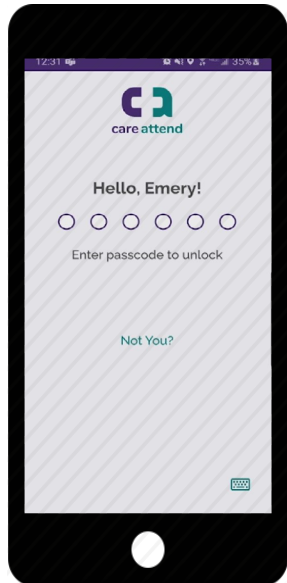 12:31 35%
care attend
Hello, Emery!
Enter passcode to unlock
Not You?